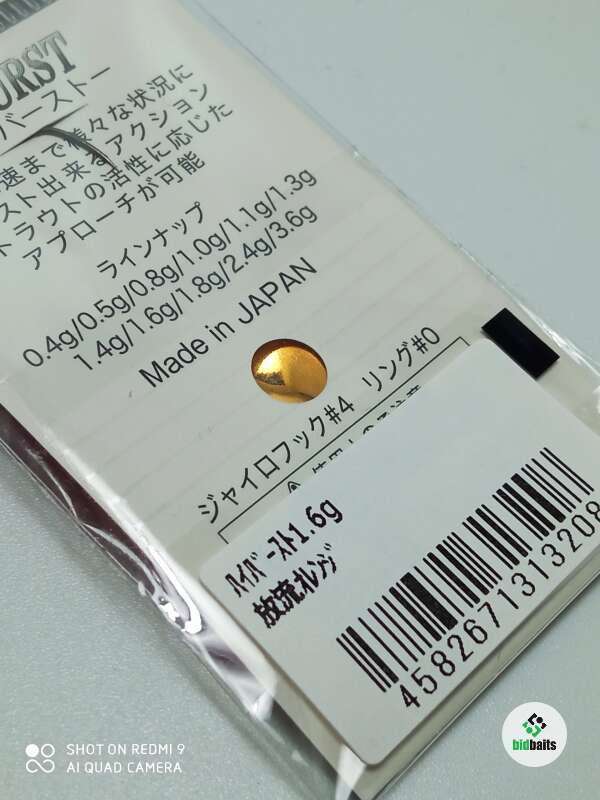 URST
バースト
速まで様々な状況に
スト出来るアクション
トラウトの活性に応じた
アプローチが可能
ラインナップ
0.4g/0.5g/0.8g/1.0g/1.1g/1.3g
1.4g/1.6g/1.8g/2.4g/3.6g
Made in JAPAN
ジャイロフック#4 リング#0
ﾊｲﾊﾞｰｽﾄ1.6g
放流ｵﾚﾝｼﾞ
4582671313208
SHOT ON REDMI 9
AI QUAD CAMERA
bidbaits